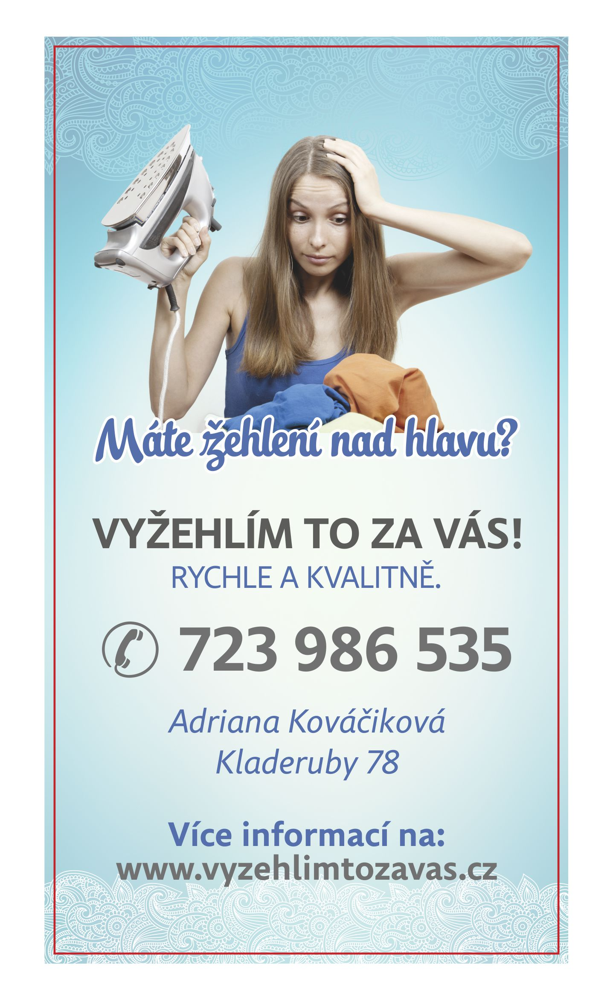 Máte žehlení nad hlavu?
VYŽEHLÍM TO ZA VÁS!
RYCHLE A KVALITNĚ.
723 986 535
Adriana Kováčiková
Kladeruby 78
Více informací na:
www.vyzehlimtozavas.cz